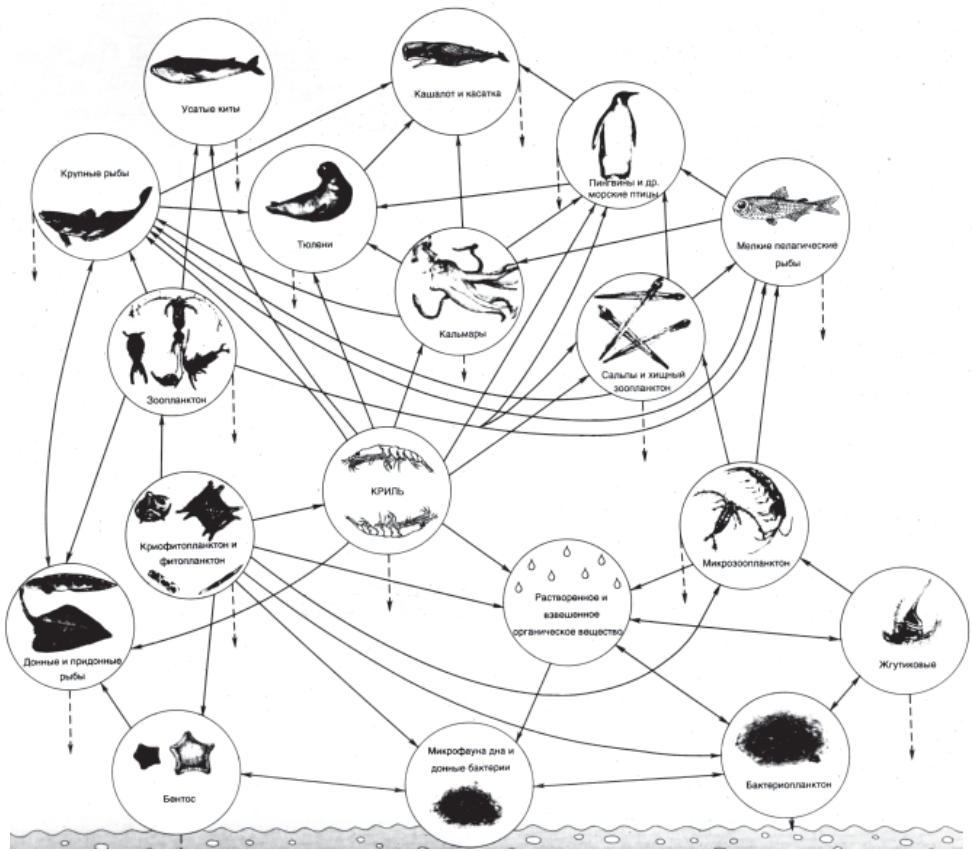 Усатые киты
Кашалот и касатка
Крупные рыбы
Пингвины и др.
морские птицы
Тюлени
Мелкие пелагические
рыбы
Кальмары
Сальпы и хищный
зоопланктон
Зоопланктон
КРИЛЬ
Криофитопланктон и
фитопланктон
Микрозоопланктон
Растворенное и
взвешенное
органическое вещество
Донные и придонные
рыбы
Жгутиковые
Микрофауна дна и
донные бактерии
Бактериопланктон
Бентос